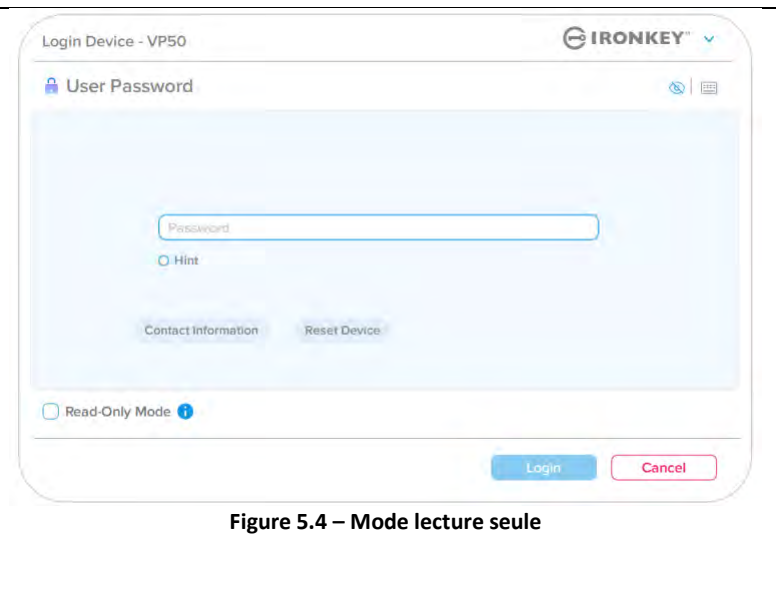 Login Device - VP50
IRONKEY™
User Password
Password
Hint
Contact Information Reset Device
Read-Only Mode i
Login Cancel
Figure 5.4 – Mode lecture seule